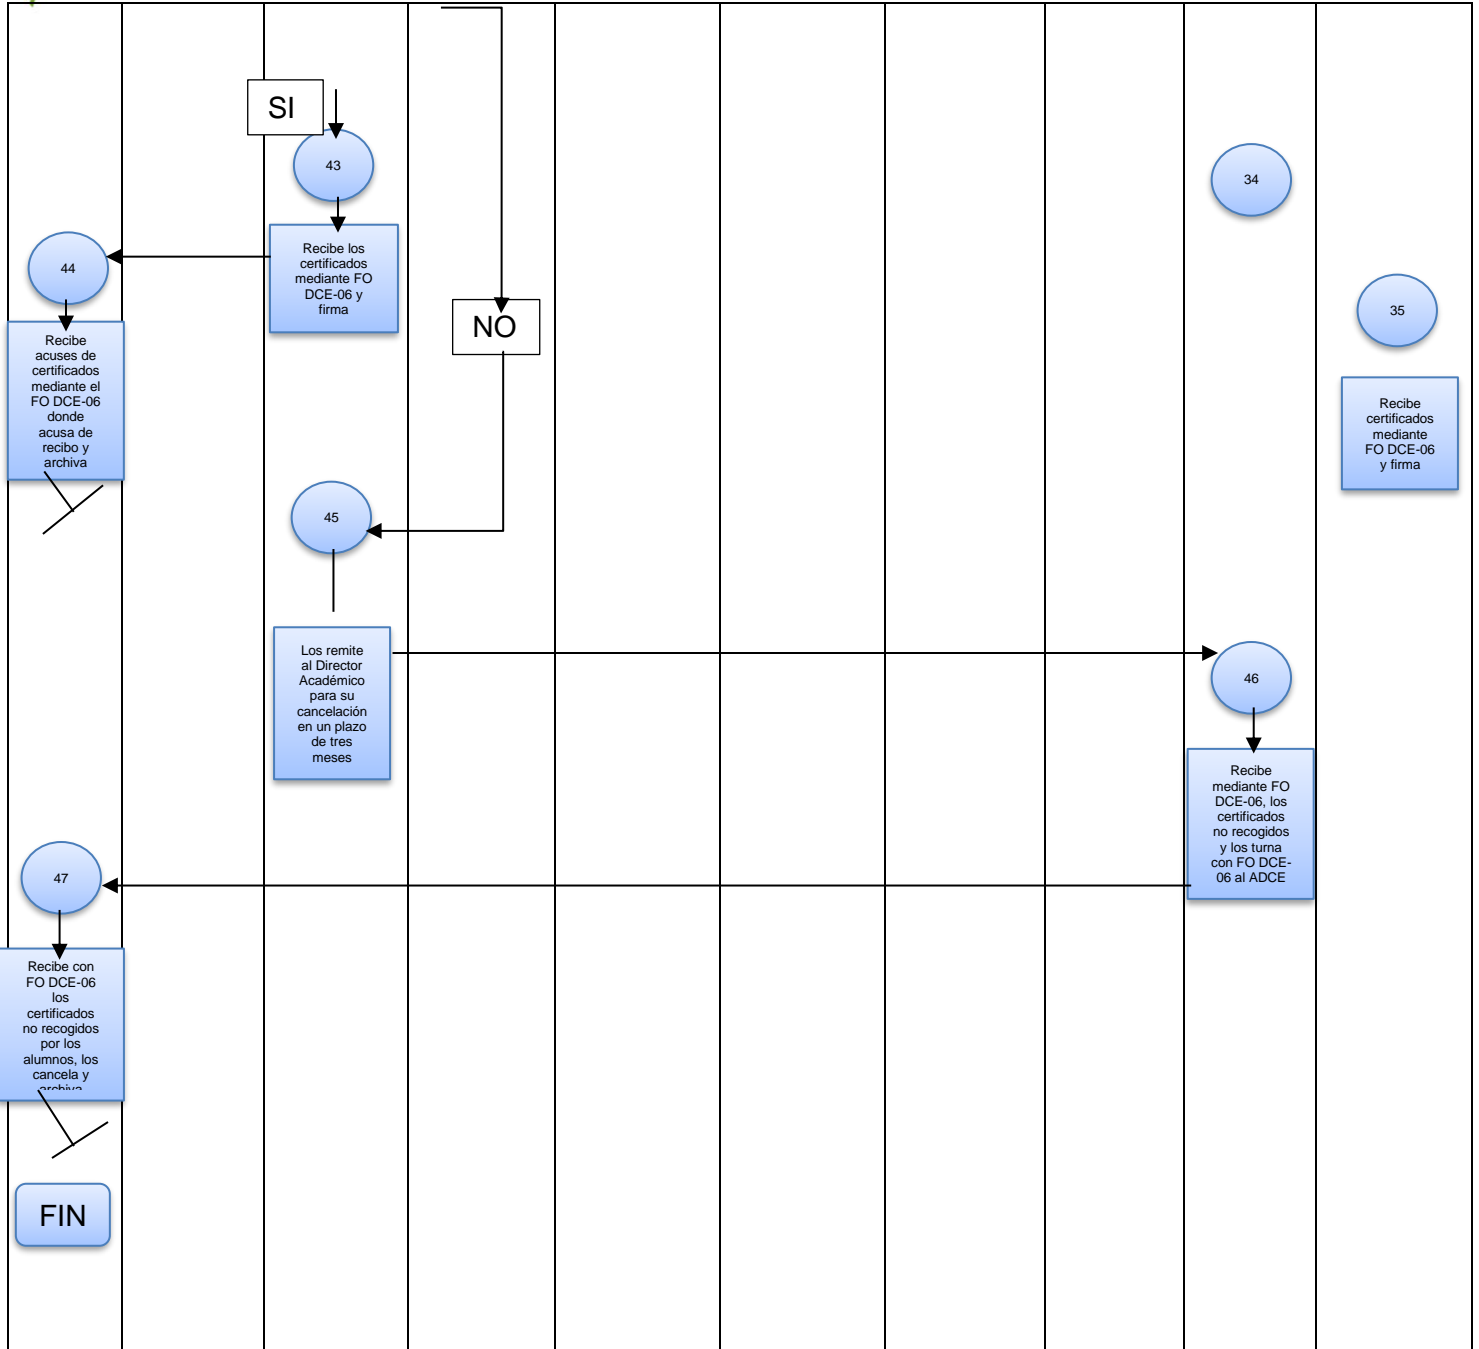 SI
43
34
Recibe los
certificados
mediante FO
DCE-06 y
firma
44
Recibe
acuses de
certificados
mediante el
FO DCE-06
donde
acusa de
recibo y
archiva
NO
35
Recibe
certificados
mediante
FO DCE-06
y firma
45
Los remite
al Director
Académico
para su
cancelación
en un plazo
de tres
meses
46
Recibe
mediante FO
DCE-06, los
certificados
no recogidos
y los turna
con FO DCE-
06 al ADCE
47
Recibe con
FO DCE-06
los
certificados
no recogidos
por los
alumnos, los
cancela y
archiva
FIN